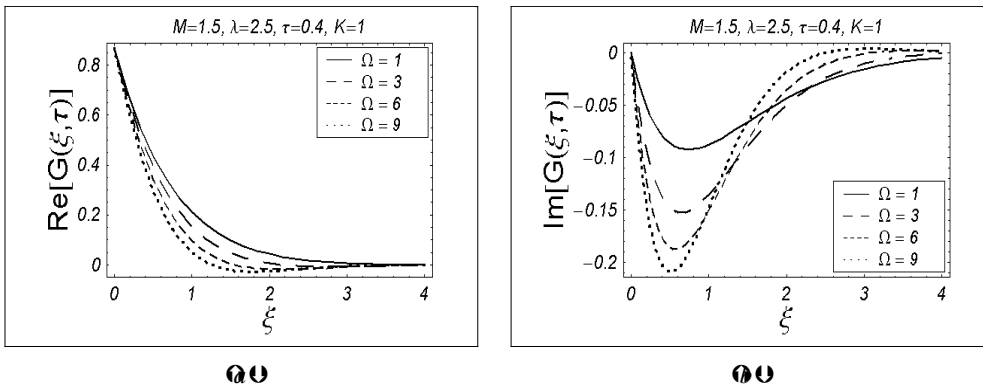 M=1.5, λ=2.5, τ=0.4, K=1
Ω = 1
Ω = 3
Ω = 6
Ω = 9
Re[G(ξ,τ)]
0.8
0.6
0.4
0.2
0
0 1 2 3 4
ξ
M=1.5, λ=2.5, τ=0.4, K=1
Im[G(ξ,τ)]
0
−0.05
−0.1
−0.15
−0.2
Ω = 1
Ω = 3
Ω = 6
Ω = 9
0 1 2 3 4
ξ